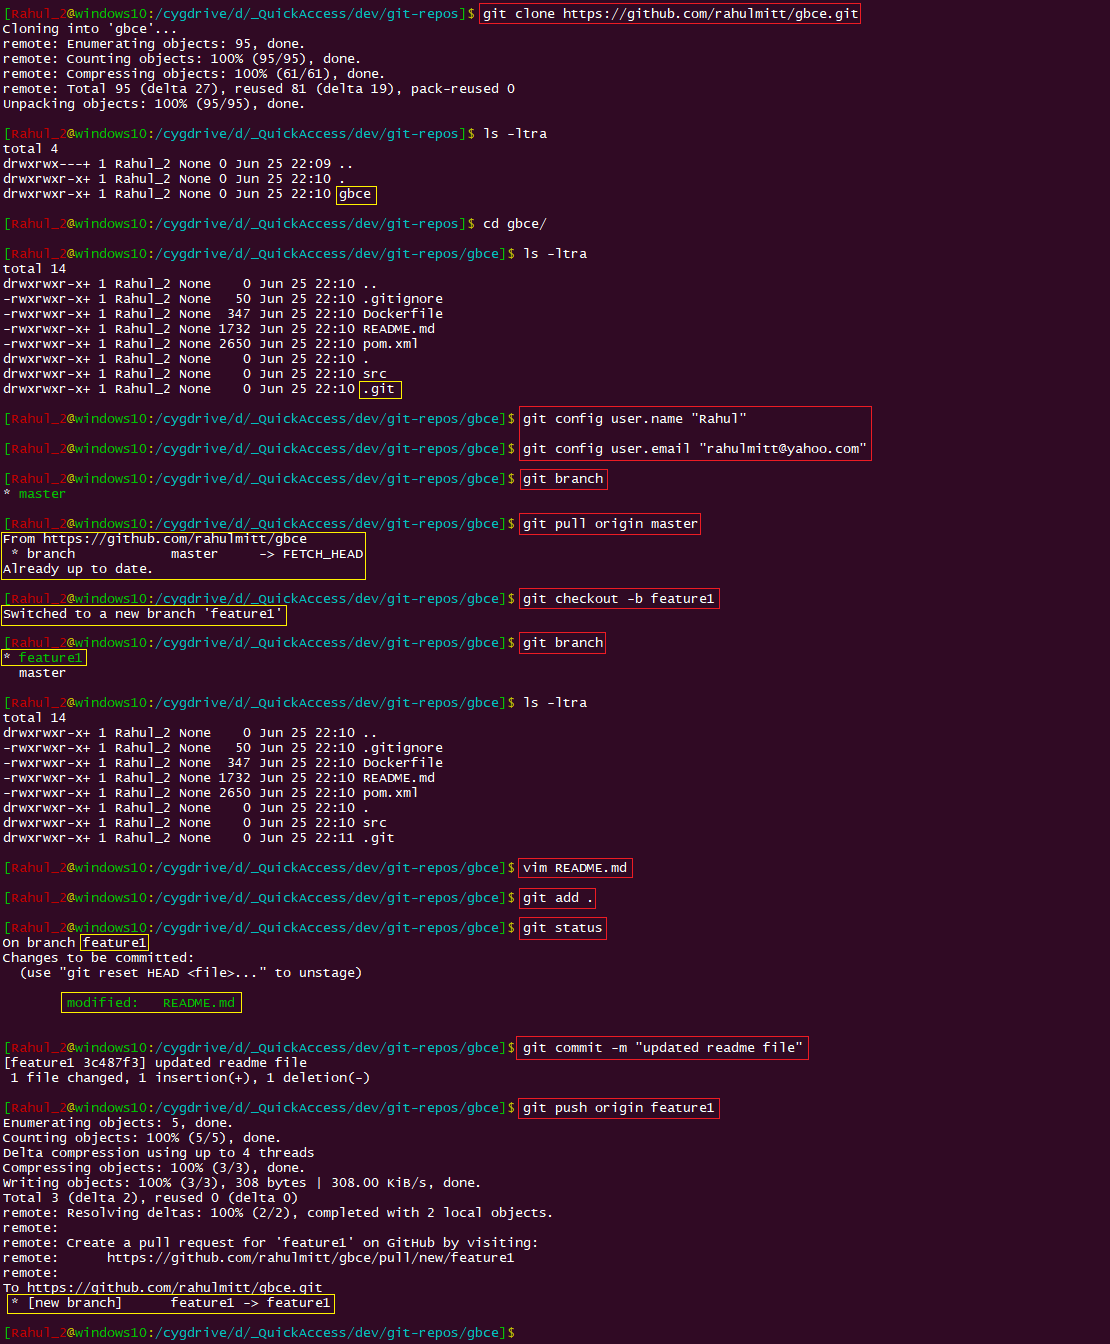 [Rahul_2@windows10:/cygdrive/d/_QuickAccess/dev/git-repos]$ git clone https://github.com/rahulmitt/gbce.git
Cloning into 'gbce'...
remote: Enumerating objects: 95, done.
remote: Counting objects: 100% (95/95), done.
remote: Compressing objects: 100% (61/61), done.
remote: Total 95 (delta 27), reused 81 (delta 19), pack-reused 0
Unpacking objects: 100% (95/95), done.
[Rahul_2@windows10:/cygdrive/d/_QuickAccess/dev/git-repos]$ ls -ltra
total 4
drwxrwx---+ 1 Rahul_2 None 0 Jun 25 22:09 ..
drwxrwxr-x+ 1 Rahul_2 None 0 Jun 25 22:10 .
drwxrwxr-x+ 1 Rahul_2 None 0 Jun 25 22:10 gbce
[Rahul_2@windows10:/cygdrive/d/_QuickAccess/dev/git-repos]$ cd gbce/
[Rahul_2@windows10:/cygdrive/d/_QuickAccess/dev/git-repos/gbce]$ ls -ltra
total 14
drwxrwxr-x+ 1 Rahul_2 None    0 Jun 25 22:10 ..
-rwxrwxr-x+ 1 Rahul_2 None   50 Jun 25 22:10 .gitignore
-rwxrwxr-x+ 1 Rahul_2 None  347 Jun 25 22:10 Dockerfile
-rwxrwxr-x+ 1 Rahul_2 None 1732 Jun 25 22:10 README.md
-rwxrwxr-x+ 1 Rahul_2 None 2650 Jun 25 22:10 pom.xml
drwxrwxr-x+ 1 Rahul_2 None    0 Jun 25 22:10 .
drwxrwxr-x+ 1 Rahul_2 None    0 Jun 25 22:10 src
drwxrwxr-x+ 1 Rahul_2 None    0 Jun 25 22:10 .git
[Rahul_2@windows10:/cygdrive/d/_QuickAccess/dev/git-repos/gbce]$ git config user.name "Rahul"
[Rahul_2@windows10:/cygdrive/d/_QuickAccess/dev/git-repos/gbce]$ git config user.email "rahulmitt@yahoo.com"
[Rahul_2@windows10:/cygdrive/d/_QuickAccess/dev/git-repos/gbce]$ git branch
* master
[Rahul_2@windows10:/cygdrive/d/_QuickAccess/dev/git-repos/gbce]$ git pull origin master
From https://github.com/rahulmitt/gbce
 * branch            master     -> FETCH_HEAD
Already up to date.
[Rahul_2@windows10:/cygdrive/d/_QuickAccess/dev/git-repos/gbce]$ git checkout -b feature1
Switched to a new branch 'feature1'
[Rahul_2@windows10:/cygdrive/d/_QuickAccess/dev/git-repos/gbce]$ git branch
* feature1
  master
[Rahul_2@windows10:/cygdrive/d/_QuickAccess/dev/git-repos/gbce]$ ls -ltra
total 14
drwxrwxr-x+ 1 Rahul_2 None    0 Jun 25 22:10 ..
-rwxrwxr-x+ 1 Rahul_2 None   50 Jun 25 22:10 .gitignore
-rwxrwxr-x+ 1 Rahul_2 None  347 Jun 25 22:10 Dockerfile
-rwxrwxr-x+ 1 Rahul_2 None 1732 Jun 25 22:10 README.md
-rwxrwxr-x+ 1 Rahul_2 None 2650 Jun 25 22:10 pom.xml
drwxrwxr-x+ 1 Rahul_2 None    0 Jun 25 22:10 .
drwxrwxr-x+ 1 Rahul_2 None    0 Jun 25 22:10 src
drwxrwxr-x+ 1 Rahul_2 None    0 Jun 25 22:11 .git
[Rahul_2@windows10:/cygdrive/d/_QuickAccess/dev/git-repos/gbce]$ vim README.md
[Rahul_2@windows10:/cygdrive/d/_QuickAccess/dev/git-repos/gbce]$ git add .
[Rahul_2@windows10:/cygdrive/d/_QuickAccess/dev/git-repos/gbce]$ git status
On branch feature1
Changes to be committed:
  (use "git reset HEAD <file>..." to unstage)
        modified:   README.md
[Rahul_2@windows10:/cygdrive/d/_QuickAccess/dev/git-repos/gbce]$ git commit -m "updated readme file"
[feature1 3c487f3] updated readme file
 1 file changed, 1 insertion(+), 1 deletion(-)
[Rahul_2@windows10:/cygdrive/d/_QuickAccess/dev/git-repos/gbce]$ git push origin feature1
Enumerating objects: 5, done.
Counting objects: 100% (5/5), done.
Delta compression using up to 4 threads
Compressing objects: 100% (3/3), done.
Writing objects: 100% (3/3), 308 bytes | 308.00 KiB/s, done.
Total 3 (delta 2), reused 0 (delta 0)
remote: Resolving deltas: 100% (2/2), completed with 2 local objects.
remote:
remote: Create a pull request for 'feature1' on GitHub by visiting:
remote:      https://github.com/rahulmitt/gbce/pull/new/feature1
remote:
To https://github.com/rahulmitt/gbce.git
 * [new branch]      feature1 -> feature1
[Rahul_2@windows10:/cygdrive/d/_QuickAccess/dev/git-repos/gbce]$